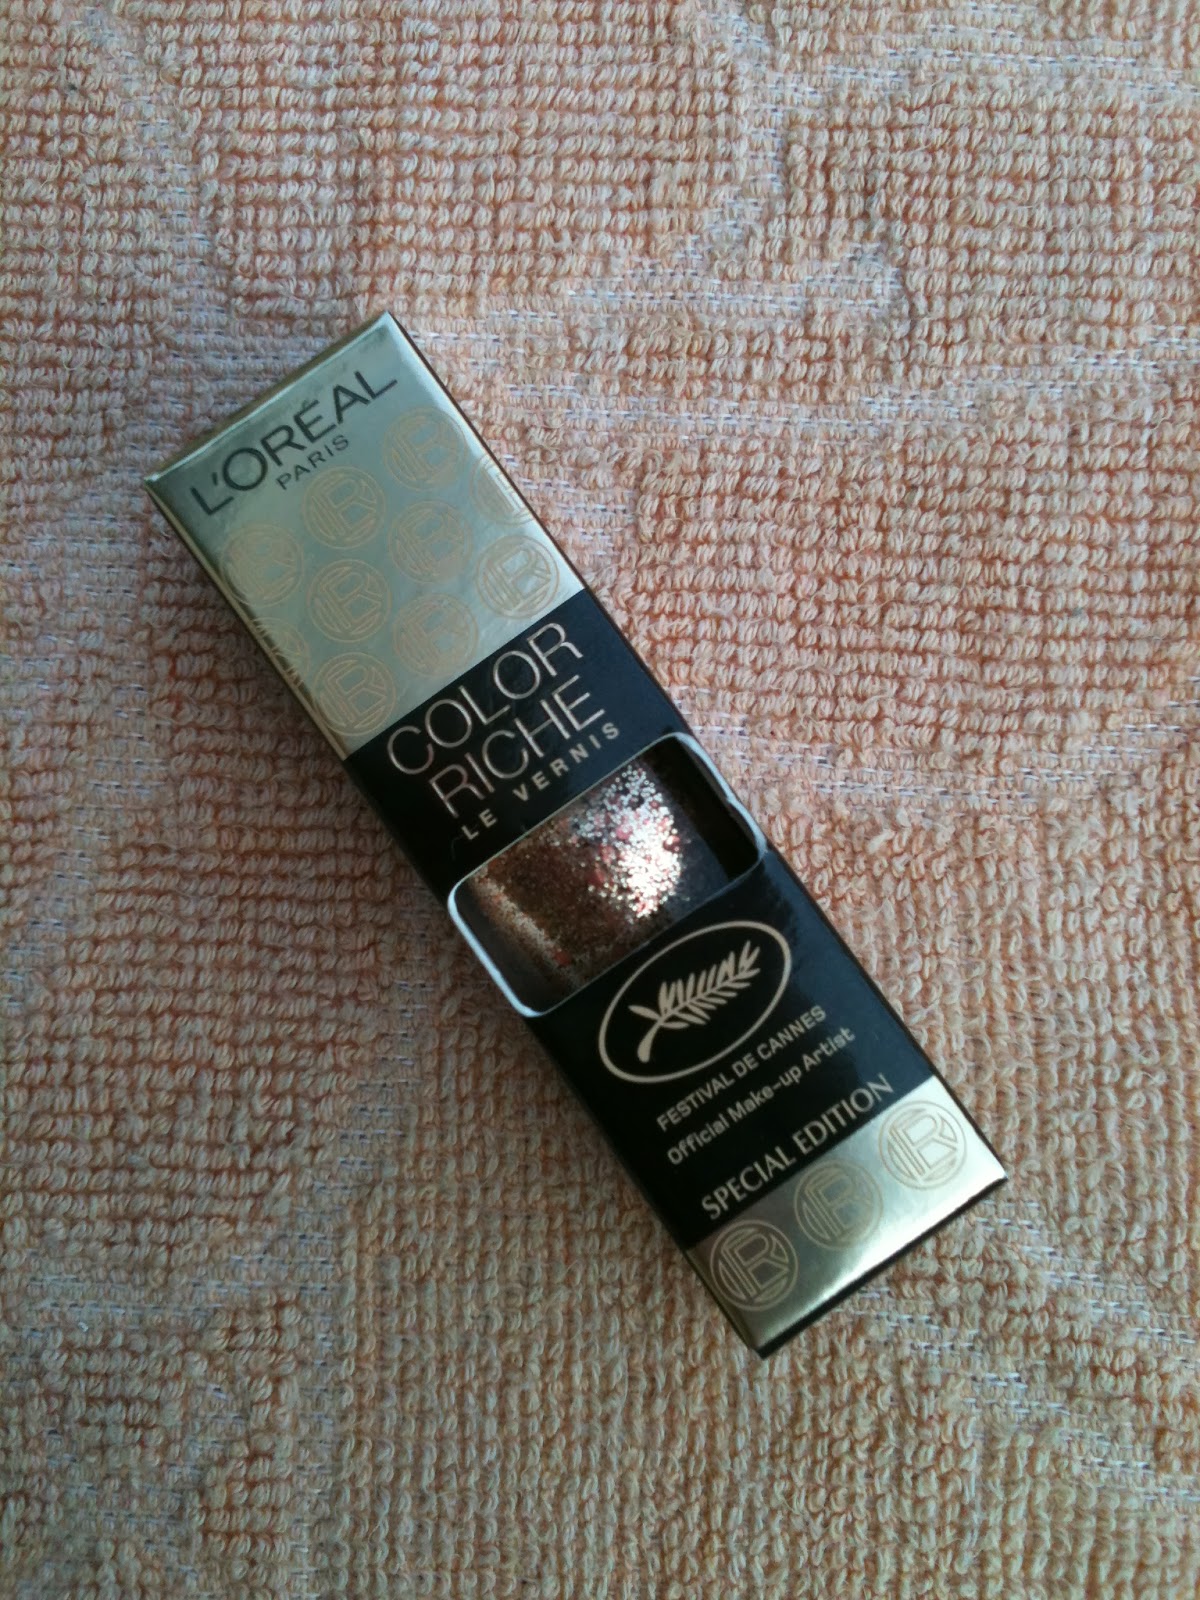 L'ORÉAL
PARIS
COLOR
RICHE
LE VERNIS
FESTIVAL DE CANNES
Official Make-up Artist
SPECIAL EDITION